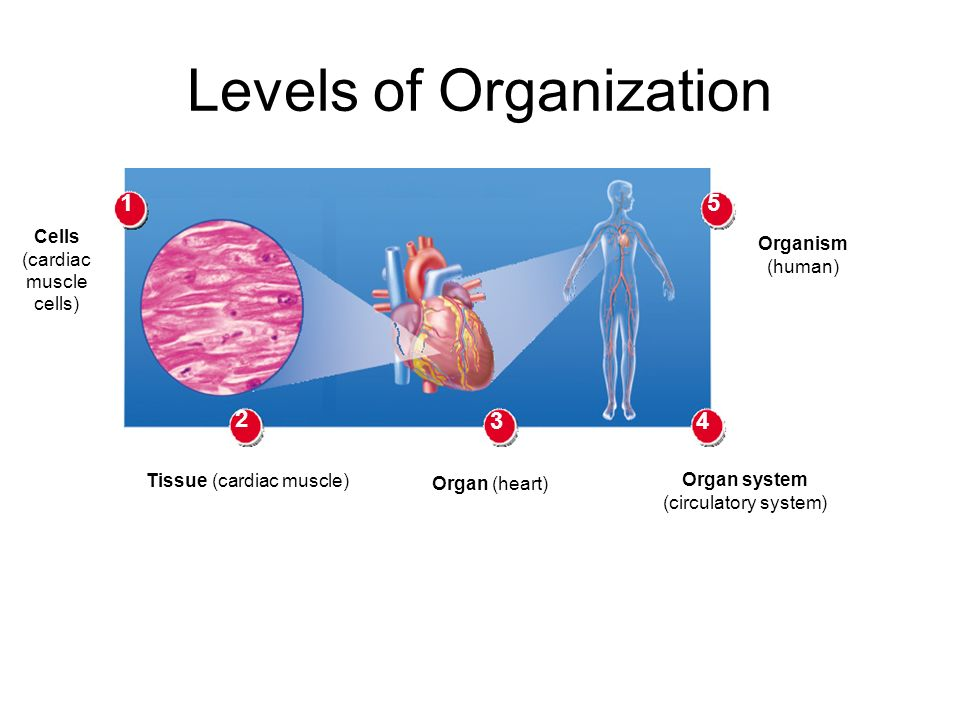 Levels of Organization
1
Cells
(cardiac
muscle
cells)
5
Organism
(human)
2
Tissue (cardiac muscle)
3
Organ (heart)
4
Organ system
(circulatory system)